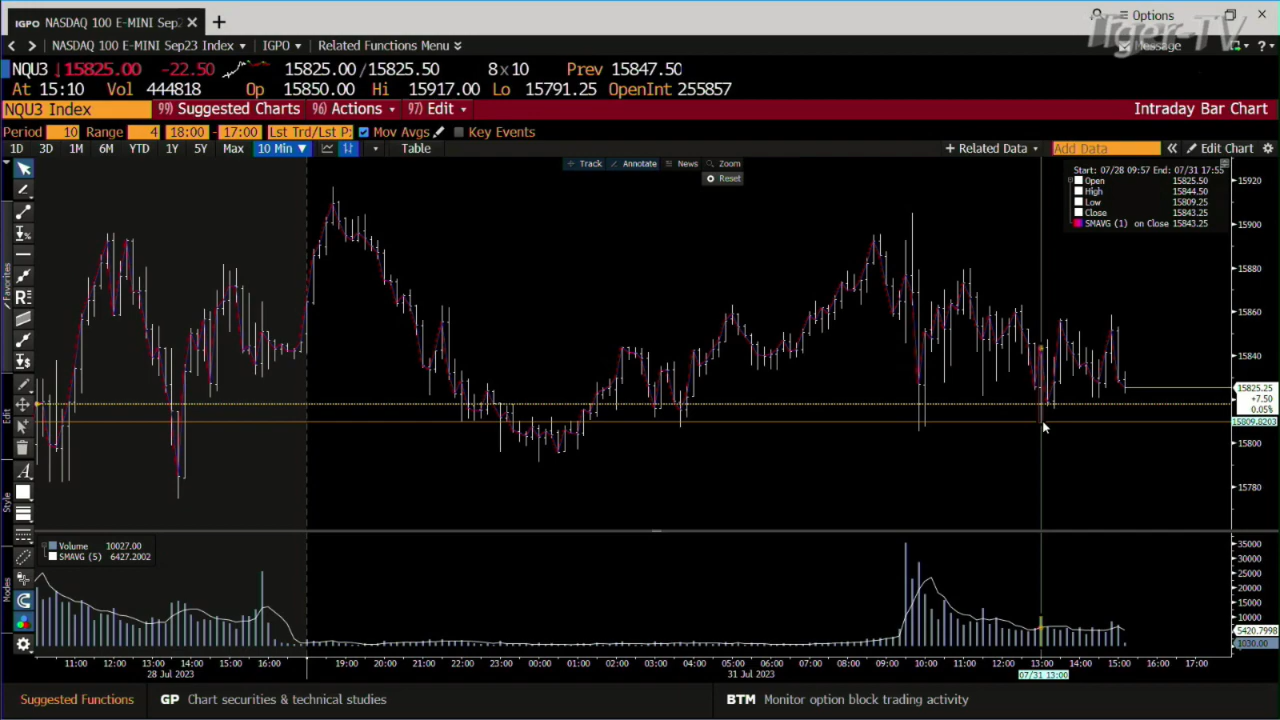 IGPO NASDAQ 100 E-MINI Sep
Options
Tiger-TV
NASDAQ 100 E-MINI Sep23 Index IGPO Related Functions Menu Message
NQU3 ↓15825.00 -22.50 15825.00/15825.50 8x10 Prev 15847.50
At 15:10 Vol 444818 Op 15850.00 Hi 15917.00 Lo 15791.25 OpenInt 255857
NQU3 Index 99) Suggested Charts 96) Actions 97) Edit Intraday Bar Chart
Period 10 Range 4 18:00 - 17:00 Lst Trd/Lst P: Mov Avgs Key Events
1D 3D 1M 6M YTD 1Y 5Y Max 10 Min ▼ Table + Related Data Add Data « Edit Chart
Track Annotate News Zoom
Reset
Start: 07/28 09:57 End: 07/31 17:55
Open 15825.50
High 15844.50
Low 15809.25
Close 15843.25
SMAVG (1) on Close 15843.25
15920
15900
15880
15860
15840
15825.25
+7.50
0.05%
15809.8203
15800
15780
Favorites
Edit
Style
Modes
Volume 10027.00
SMAVG (5) 6427.2002
35000
30000
25000
20000
15000
10000
5420.7998
1030.00
11:00 12:00 13:00 14:00 15:00 16:00 19:00 20:00 21:00 22:00 23:00 00:00 01:00 02:00 03:00 04:00 05:00 06:00 07:00 08:00 09:00 10:00 11:00 12:00 13:00 14:00 15:00 16:00 17:00
28 Jul 2023 31 Jul 2023 07/31 13:00
Suggested Functions GP Chart securities & technical studies BTM Monitor option block trading activity